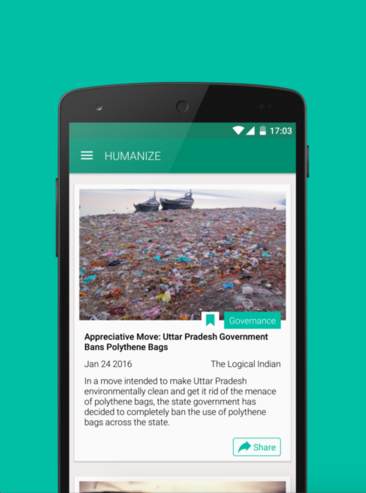 17:03
HUMANIZE
Governance
Appreciative Move: Uttar Pradesh Government
Bans Polythene Bags
Jan 24 2016 The Logical Indian
In a move intended to make Uttar Pradesh
environmentally clean and get it rid of the menace
of polythene bags, the state government has
decided to completely ban the use of polythene
bags across the state.
Share